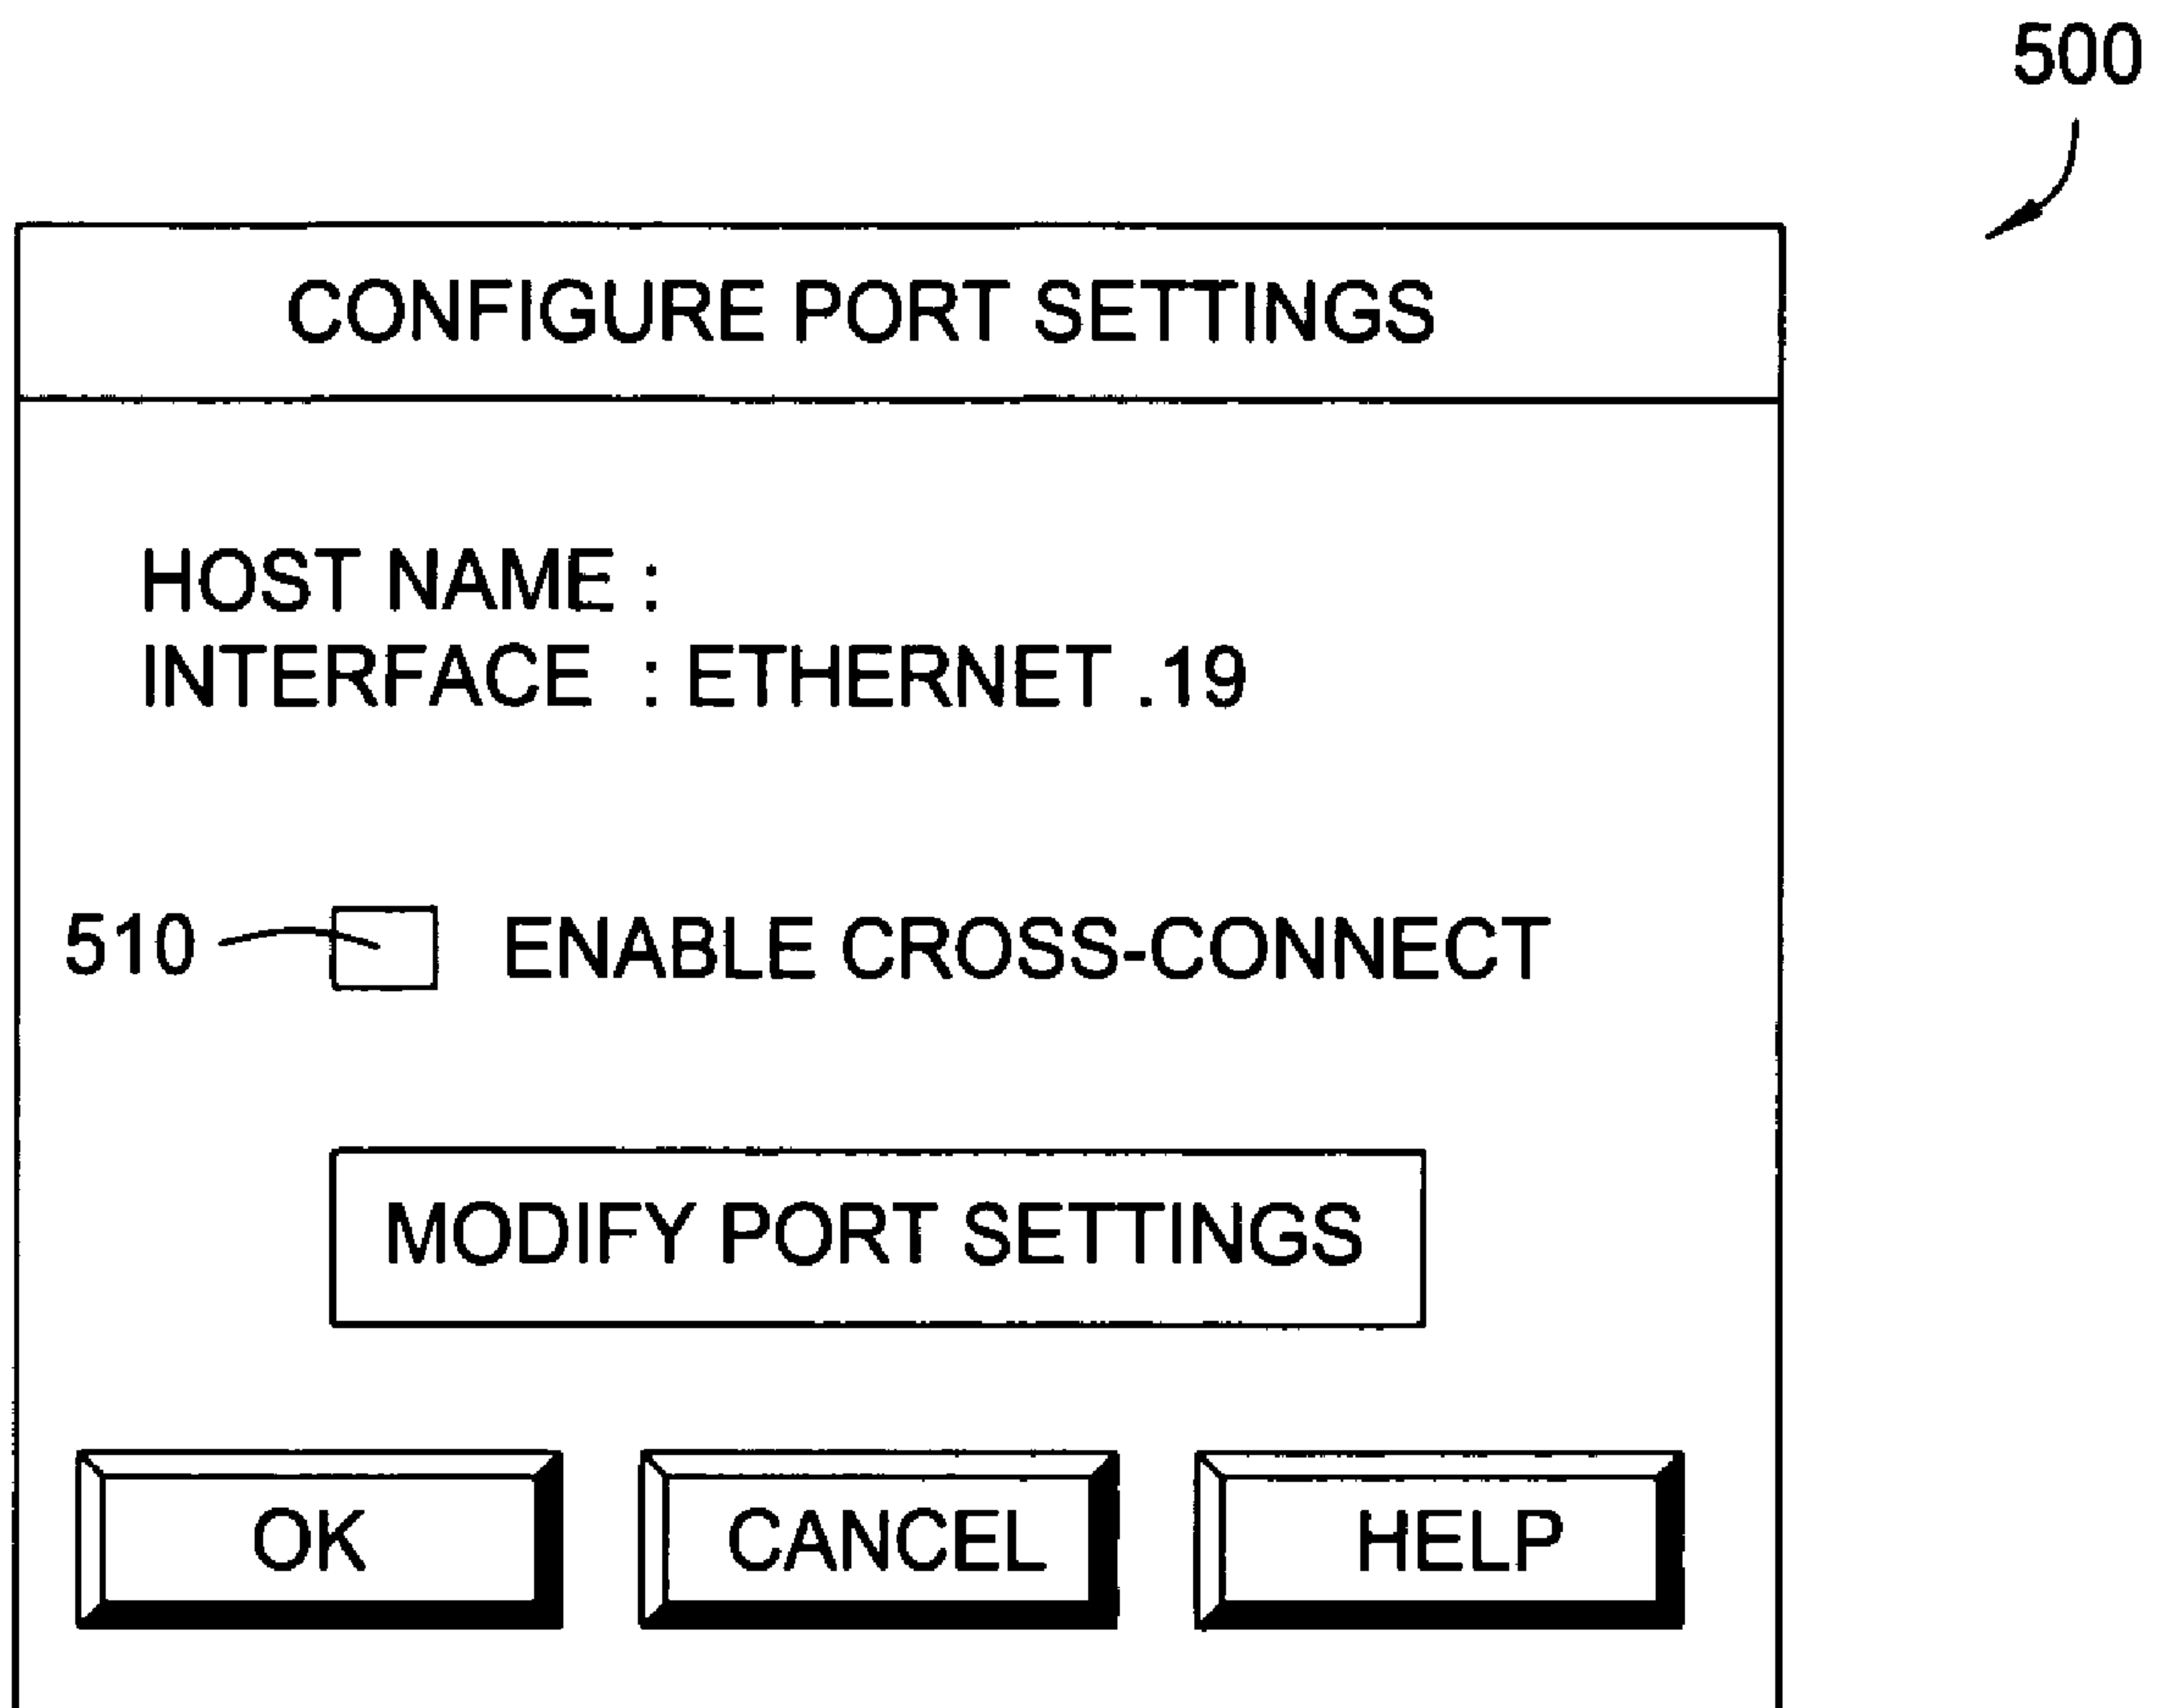 500
CONFIGURE PORT SETTINGS
HOST NAME :
INTERFACE : ETHERNET .19
510 ENABLE CROSS-CONNECT
MODIFY PORT SETTINGS
OK CANCEL HELP